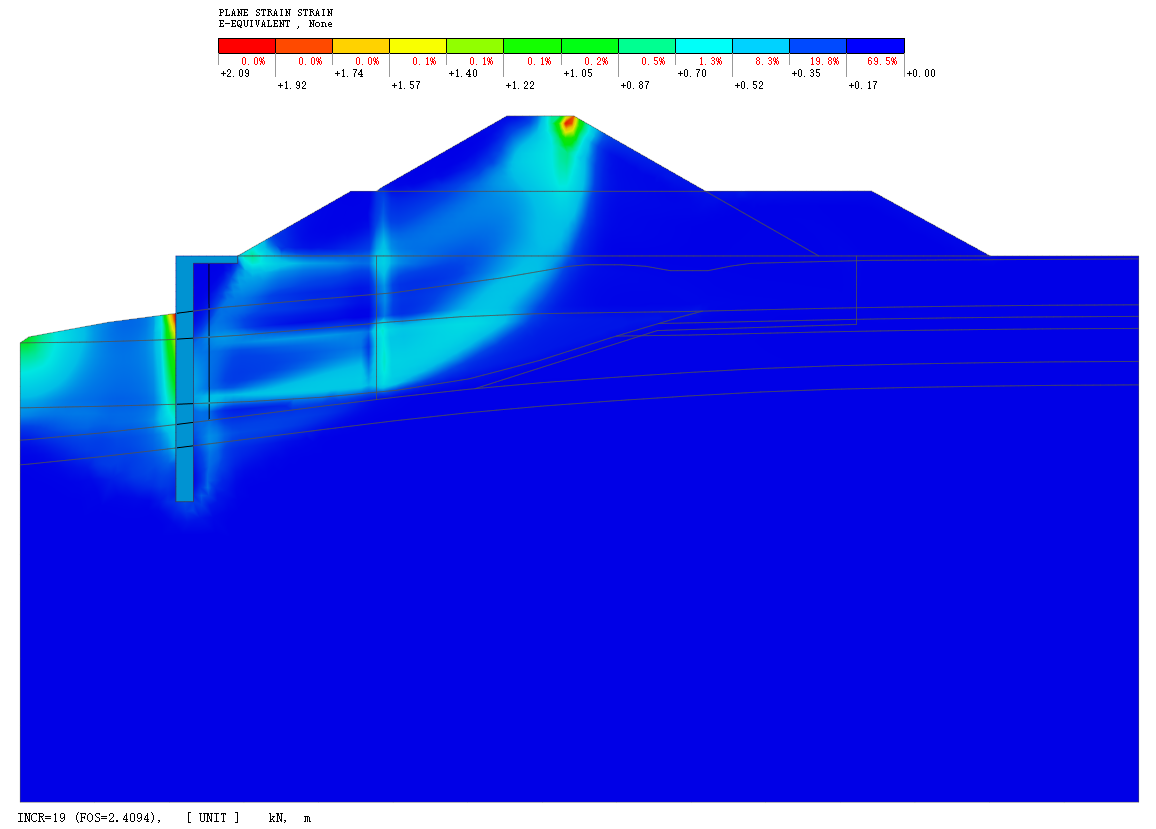 PLANE STRAIN STRAIN
E-EQUIVALENT , None
0.0% 0.0% 0.0% 0.1% 0.1% 0.1% 0.2% 0.5% 1.3% 8.3% 19.8% 69.5%
+2.09 +1.74 +1.40 +1.05 +0.70 +0.35 +0.00
+1.92 +1.57 +1.22 +0.87 +0.52 +0.17
INCR=19 (FOS=2.4094), [ UNIT ] kN, m